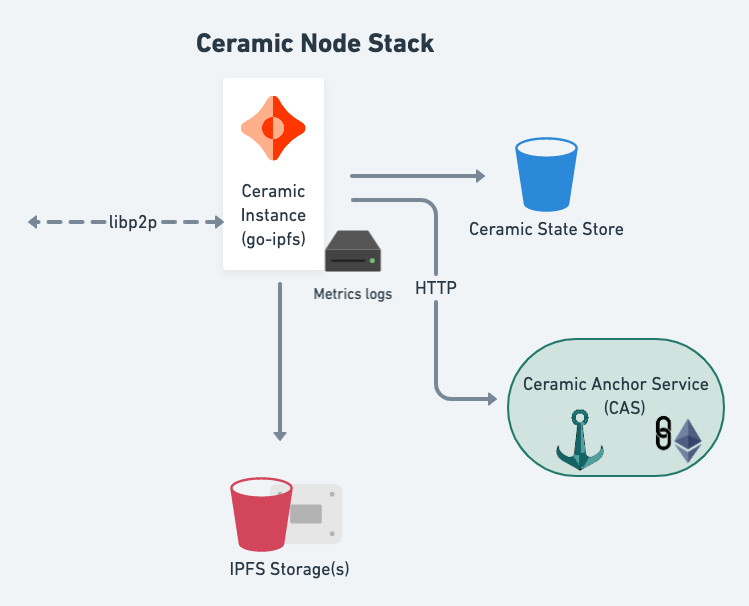 Ceramic Node Stack
Ceramic
Instance
(go-ipfs)
libp2p
Metrics logs
HTTP
Ceramic State Store
Ceramic Anchor Service
(CAS)
IPFS Storage(s)